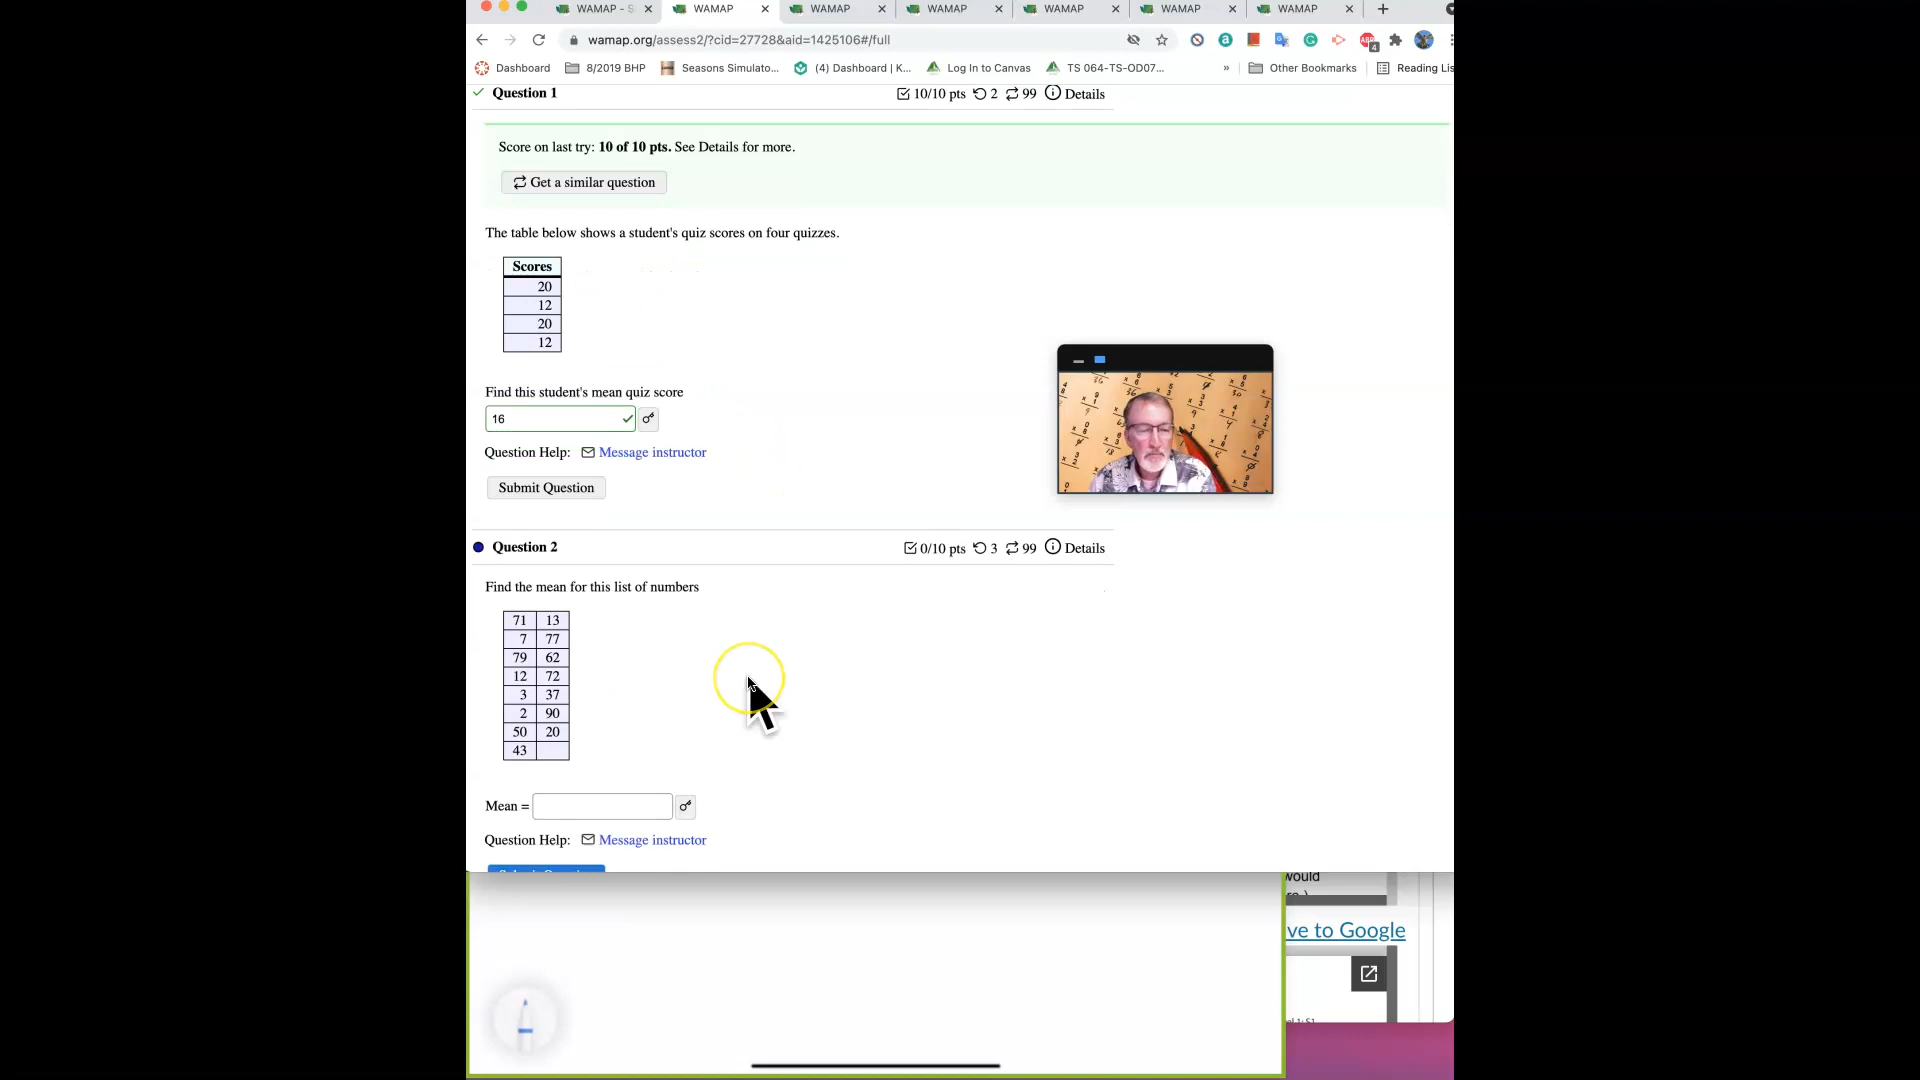 WAMAP - S
WAMAP
WAMAP
WAMAP
WAMAP
WAMAP
WAMAP
wamap.org/assess2/?cid=27728&aid=1425106#/full
Dashboard
8/2019 BHP
Seasons Simulato...
(4) Dashboard | K...
Log In to Canvas
TS 064-TS-OD07...
»
Other Bookmarks
Reading Lis
Question 1
10/10 pts 2 99 Details
Score on last try: 10 of 10 pts. See Details for more.
Get a similar question
The table below shows a student's quiz scores on four quizzes.
Scores
20
12
20
12
Find this student's mean quiz score
16
Question Help: Message instructor
Submit Question
Question 2
0/10 pts 3 99 Details
Find the mean for this list of numbers
71 13
7 77
79 62
12 72
3 37
2 90
50 20
43
Mean =
Question Help: Message instructor
would
ve to Google